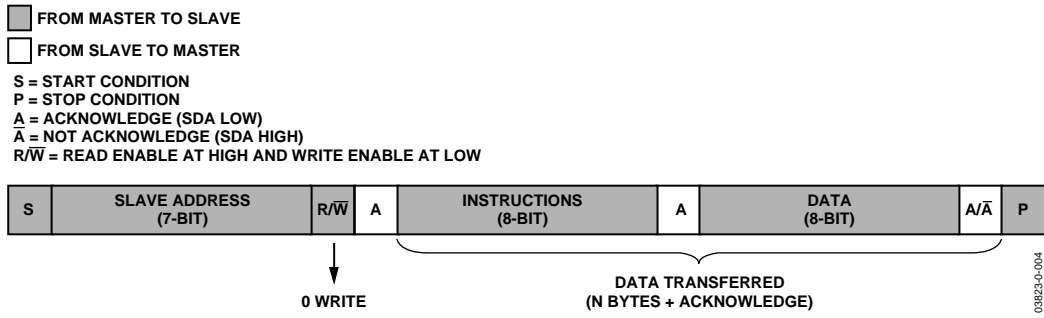 FROM MASTER TO SLAVE
FROM SLAVE TO MASTER
S = START CONDITION
P = STOP CONDITION
A = ACKNOWLEDGE (SDA LOW)
A̅ = NOT ACKNOWLEDGE (SDA HIGH)
R/W̅ = READ ENABLE AT HIGH AND WRITE ENABLE AT LOW
S
SLAVE ADDRESS
(7-BIT)
R/W̅
A
INSTRUCTIONS
(8-BIT)
A
DATA
(8-BIT)
A/A̅
P
0 WRITE
DATA TRANSFERRED
(N BYTES + ACKNOWLEDGE)
03823-0-004